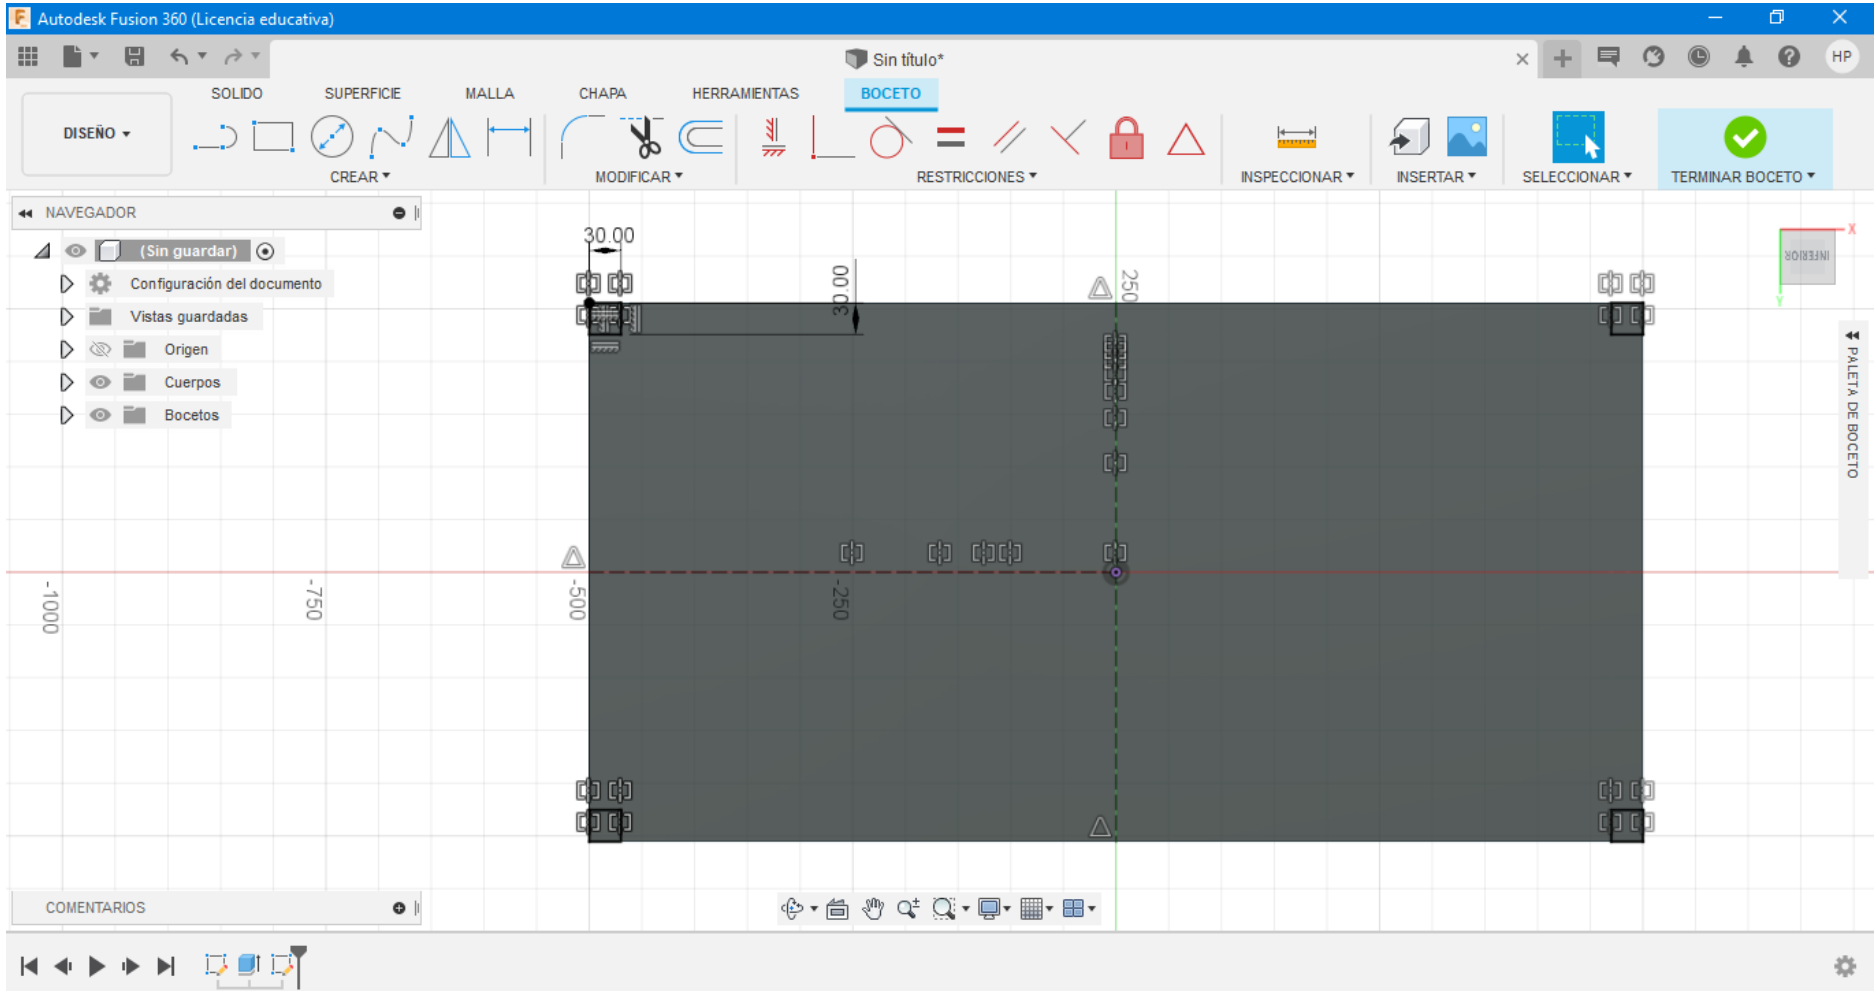 Autodesk Fusion 360 (Licencia educativa)
Sin título*
HP
SOLIDO SUPERFICIE MALLA CHAPA HERRAMIENTAS BOCETO
DISEÑO
CREAR MODIFICAR RESTRICCIONES INSPECCIONAR INSERTAR SELECCIONAR TERMINAR BOCETO
NAVEGADOR
(Sin guardar)
Configuración del documento
Vistas guardadas
Origen
Cuerpos
Bocetos
30.00
30.00
250
X
INFERIOR
Y
PALETA DE BOCETO
-1000
-750
-500
-250
COMENTARIOS